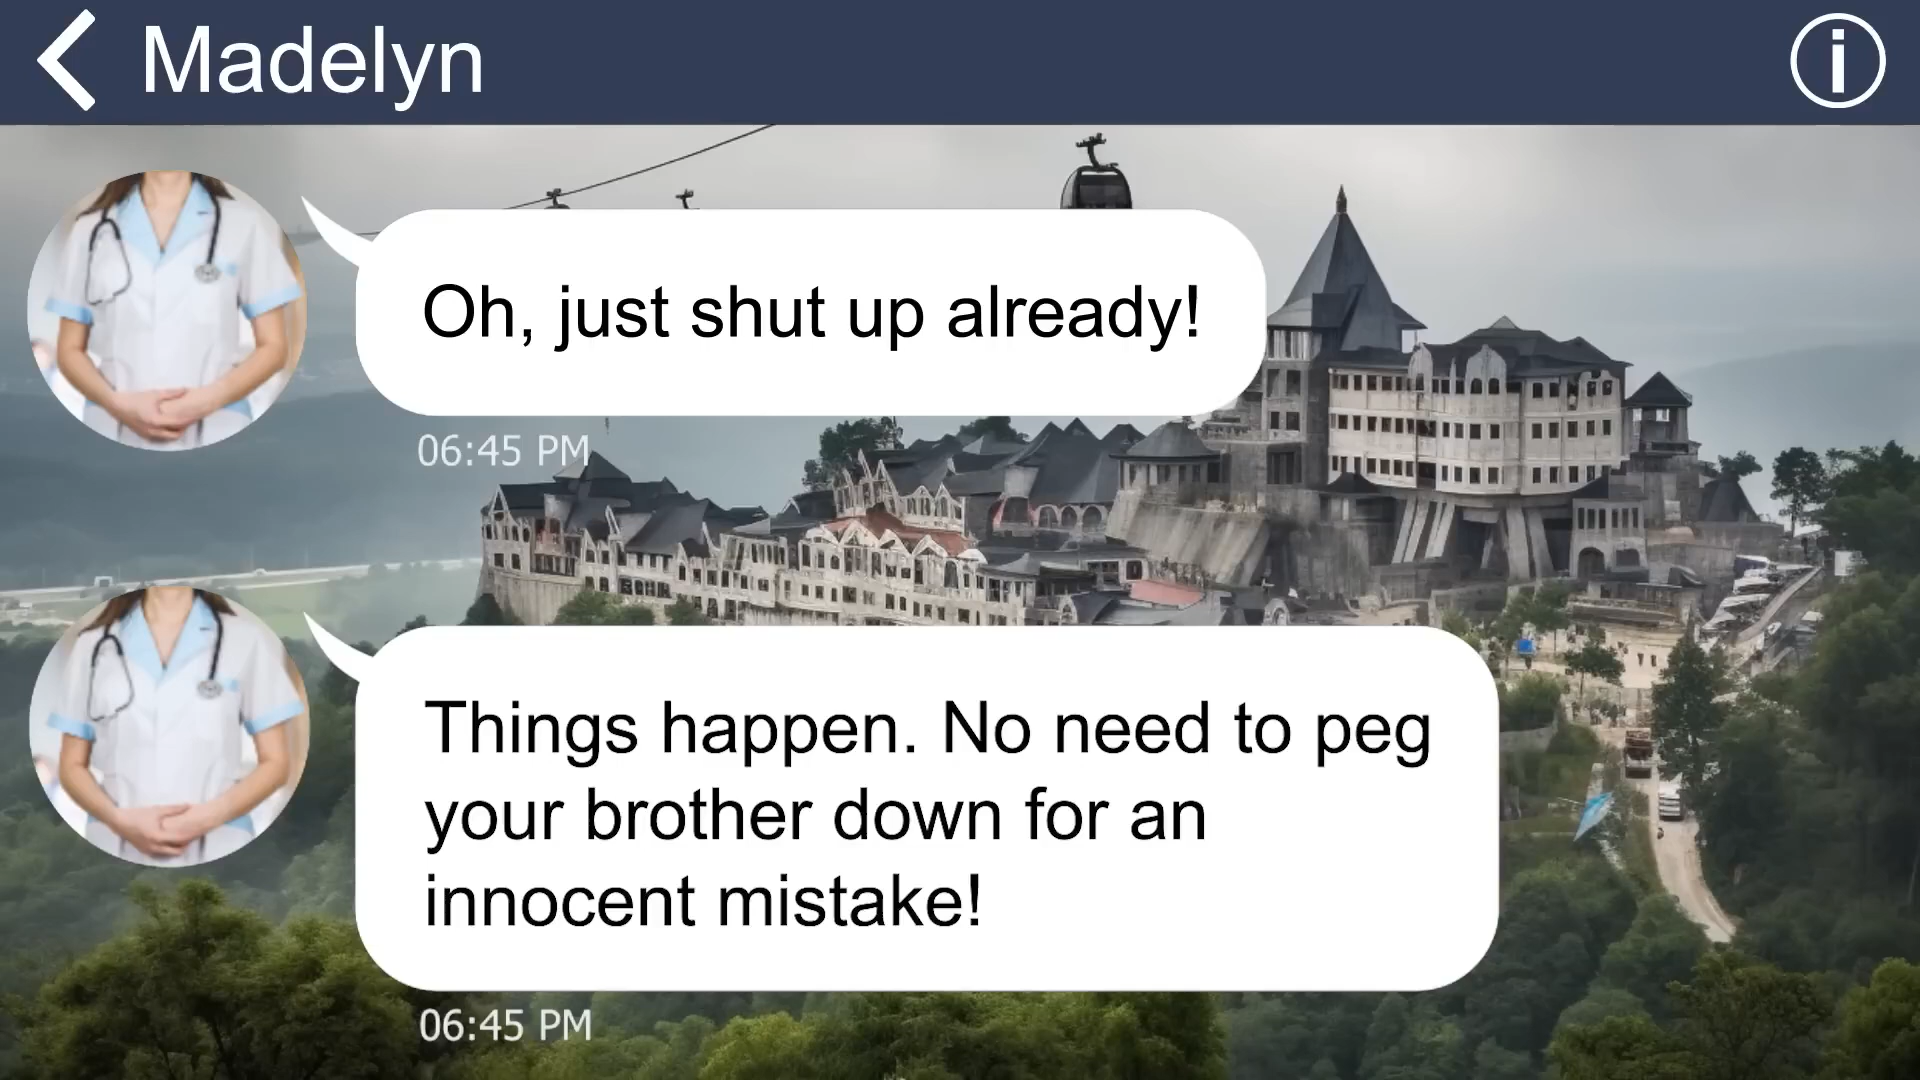 Madelyn
Oh, just shut up already!
06:45 PM
Things happen. No need to peg
your brother down for an
innocent mistake!
06:45 PM